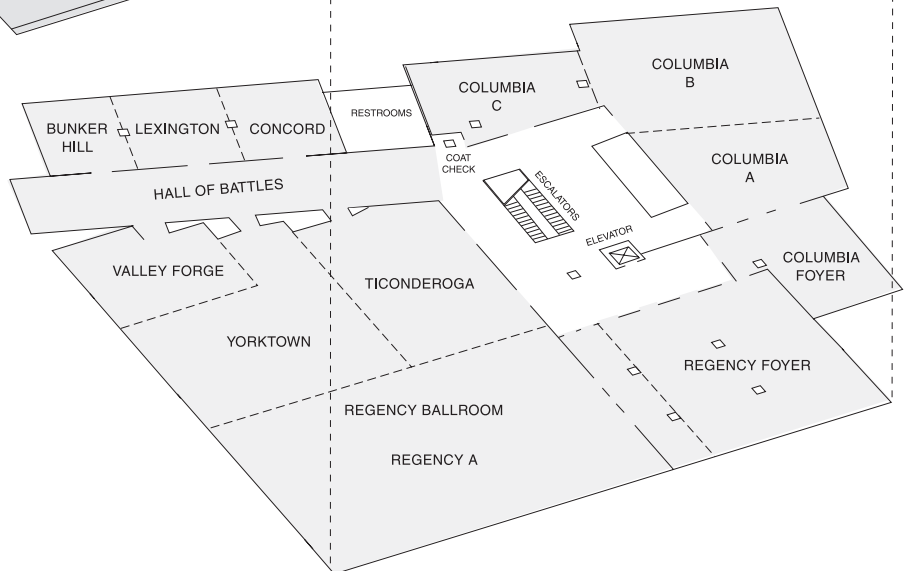 COLUMBIA
B
COLUMBIA
C
RESTROOMS
BUNKER
HILL
LEXINGTON
CONCORD
COAT
CHECK
COLUMBIA
A
HALL OF BATTLES
ESCALATORS
ELEVATOR
COLUMBIA
FOYER
VALLEY FORGE
TICONDEROGA
YORKTOWN
REGENCY FOYER
REGENCY BALLROOM
REGENCY A